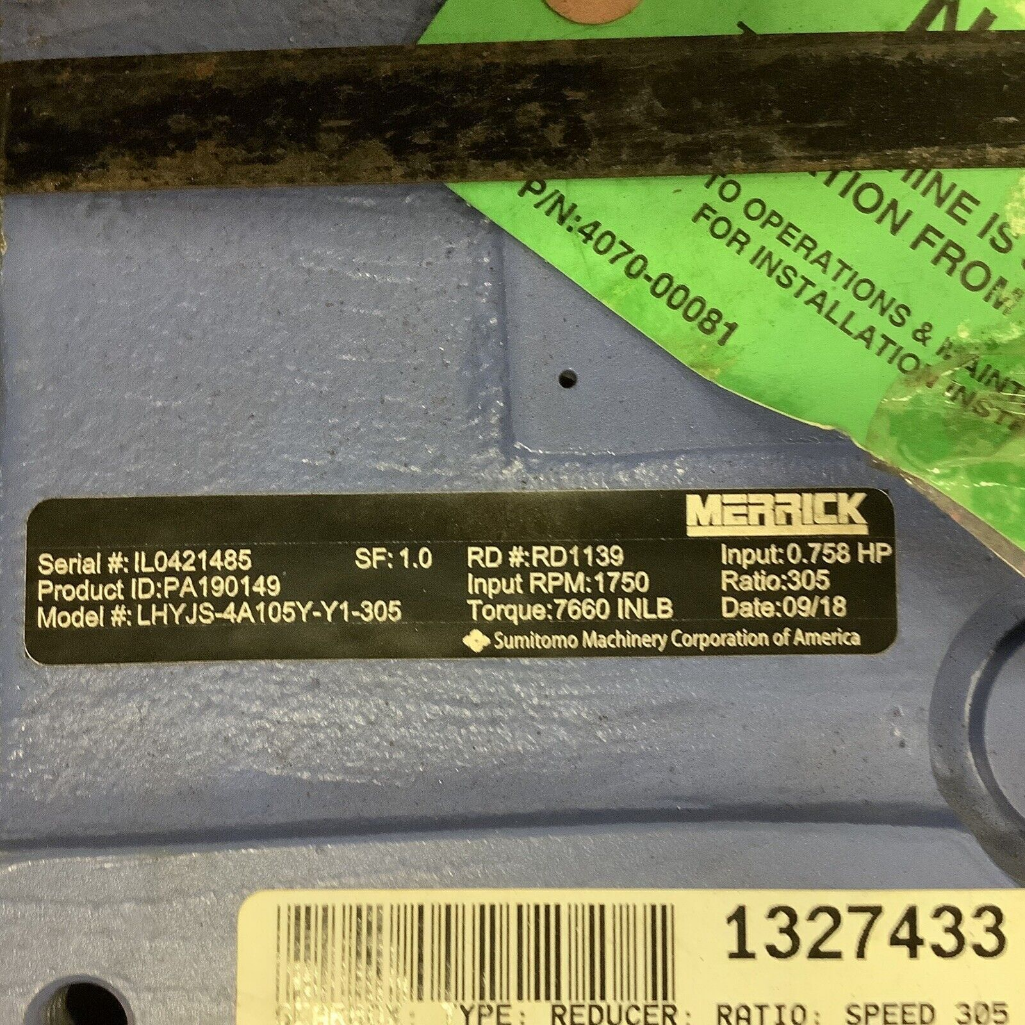 P/N:4070-00081
HINE IS
TION FROM
TO OPERATIONS &
FOR INSTALLATION
MERRICK
Serial #: IL0421485 SF: 1.0 RD #:RD1139 Input:0.758 HP
Product ID:PA190149 Input RPM:1750 Ratio:305
Model #: LHYJS-4A105Y-Y1-305 Torque:7660 INLB Date:09/18
Sumitomo Machinery Corporation of America
1327433
YPE: REDUCER: RATIO: SPEED 305